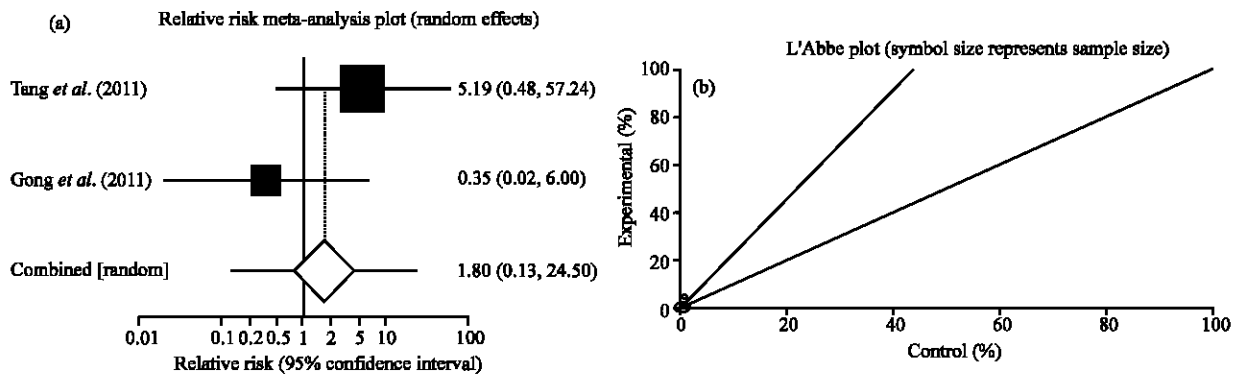 (a)
Relative risk meta-analysis plot (random effects)
Tang et al. (2011)
5.19 (0.48, 57.24)
Gong et al. (2011)
0.35 (0.02, 6.00)
Combined [random]
1.80 (0.13, 24.50)
0.01 0.1 0.2 0.5 1 2 5 10 100
Relative risk (95% confidence interval)
L'Abbe plot (symbol size represents sample size)
(b)
Experimental (%)
100
80
60
40
20
0
0 20 40 60 80 100
Control (%)